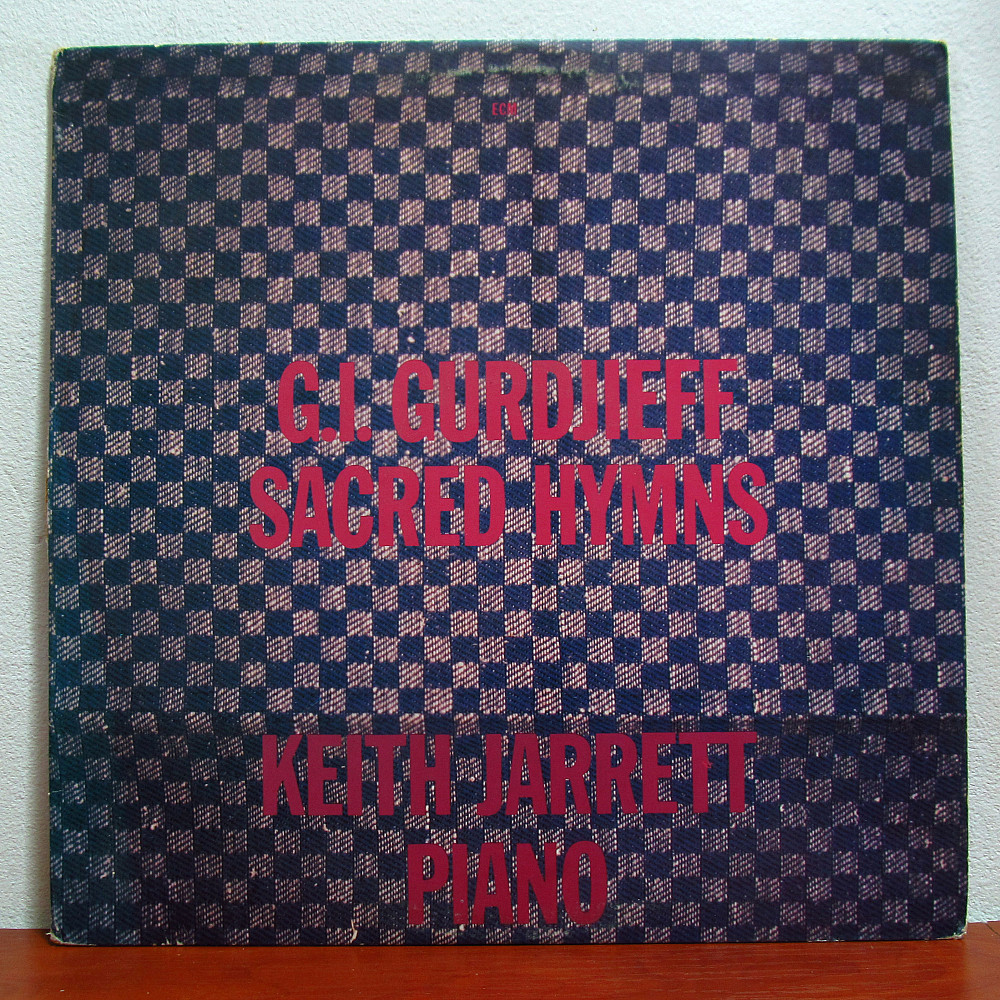 ECM
G.I. GURDJIEFF
SACRED HYMNS
KEITH JARRETT
PIANO